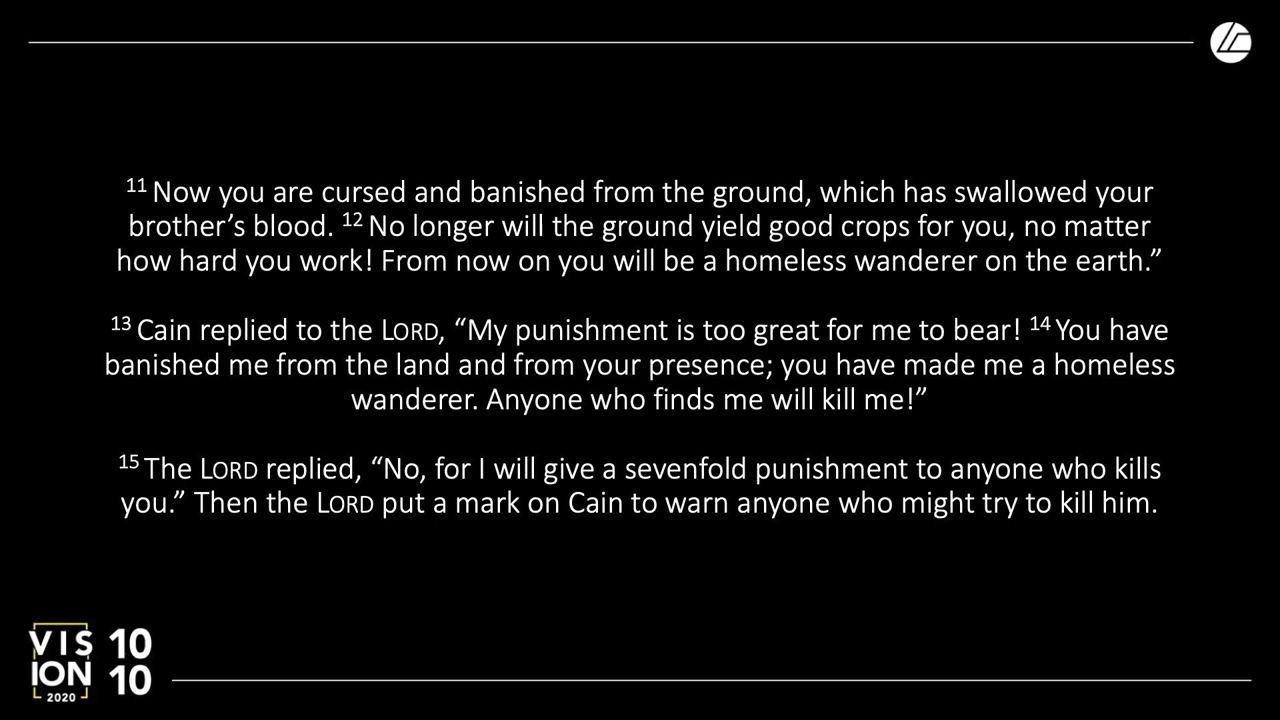 11 Now you are cursed and banished from the ground, which has swallowed your
brother’s blood. 12 No longer will the ground yield good crops for you, no matter
how hard you work! From now on you will be a homeless wanderer on the earth.”
13 Cain replied to the LORD, “My punishment is too great for me to bear! 14 You have
banished me from the land and from your presence; you have made me a homeless
wanderer. Anyone who finds me will kill me!”
15 The LORD replied, “No, for I will give a sevenfold punishment to anyone who kills
you.” Then the LORD put a mark on Cain to warn anyone who might try to kill him.
VIS
ION
2020
10
10